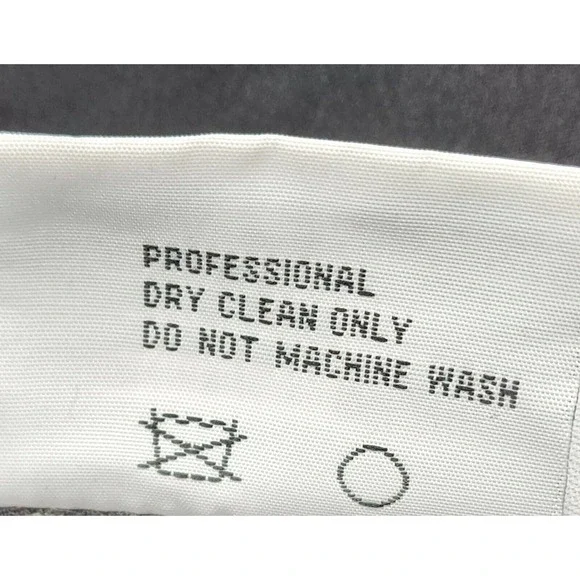 PROFESSIONAL
DRY CLEAN ONLY
DO NOT MACHINE WASH